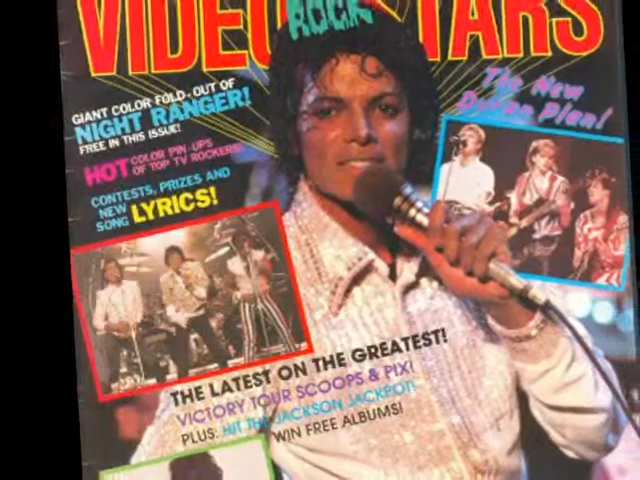 ROCK
VIDEO STARS
GIANT COLOR FOLD-OUT OF
NIGHT RANGER!
FREE IN THIS ISSUE!
HOT COLOR PIN-UPS
OF TOP TV ROCKERS!
CONTESTS, PRIZES AND
NEW
SONG LYRICS!
The New
Duran Plan!
THE LATEST ON THE GREATEST!
VICTORY TOUR SCOOPS & PIX!
PLUS: HIT THE JACKSON JACKPOT!
WIN FREE ALBUMS!